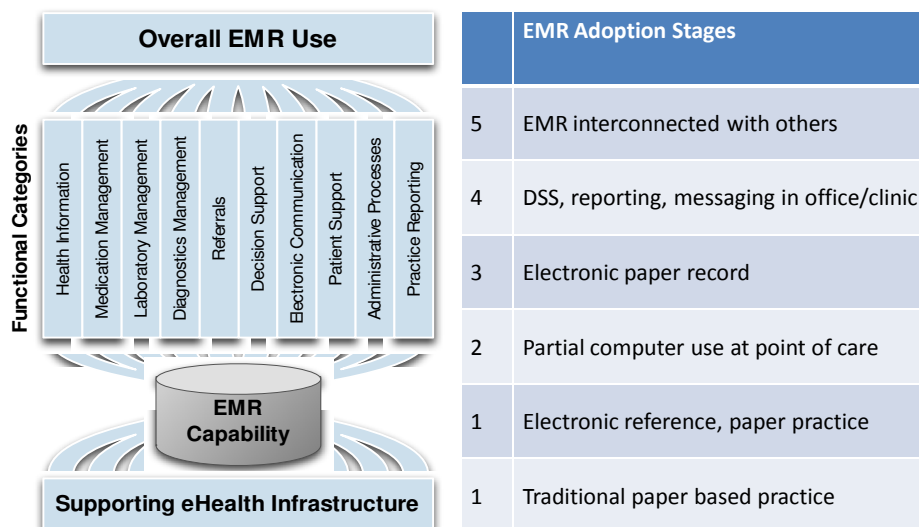 Overall EMR Use
Functional Categories
Health Information
Medication Management
Laboratory Management
Diagnostics Management
Referrals
Decision Support
Electronic Communication
Patient Support
Administrative Processes
Practice Reporting
EMR
Capability
Supporting eHealth Infrastructure
EMR Adoption Stages
5 EMR interconnected with others
4 DSS, reporting, messaging in office/clinic
3 Electronic paper record
2 Partial computer use at point of care
1 Electronic reference, paper practice
1 Traditional paper based practice